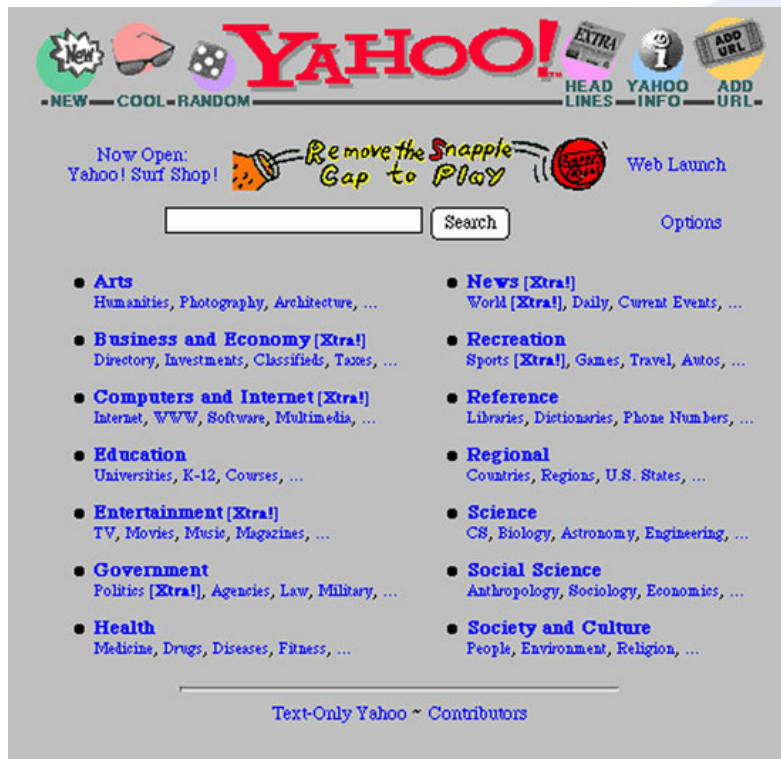 New
EXTRA
ADD URL
YAHOO!
NEW COOL RANDOM
HEAD LINES
YAHOO INFO
ADD URL
Now Open:
Yahoo! Surf Shop!
Remove the Snapple
Cap to Play
Web Launch
Search
Options
Arts
Humanities, Photography, Architecture, ...
Business and Economy [Xtra!]
Directory, Investments, Classifieds, Taxes, ...
Computers and Internet [Xtra!]
Internet, WWW, Software, Multimedia, ...
Education
Universities, K-12, Courses, ...
Entertainment [Xtra!]
TV, Movies, Music, Magazines, ...
Government
Politics [Xtra!], Agencies, Law, Military, ...
Health
Medicine, Drugs, Diseases, Fitness, ...
News [Xtra!]
World [Xtra!], Daily, Current Events, ...
Recreation
Sports [Xtra!], Games, Travel, Autos, ...
Reference
Libraries, Dictionaries, Phone Numbers, ...
Regional
Countries, Regions, U.S. States, ...
Science
CS, Biology, Astronomy, Engineering, ...
Social Science
Anthropology, Sociology, Economics, ...
Society and Culture
People, Environment, Religion, ...
Text-Only Yahoo ~ Contributors